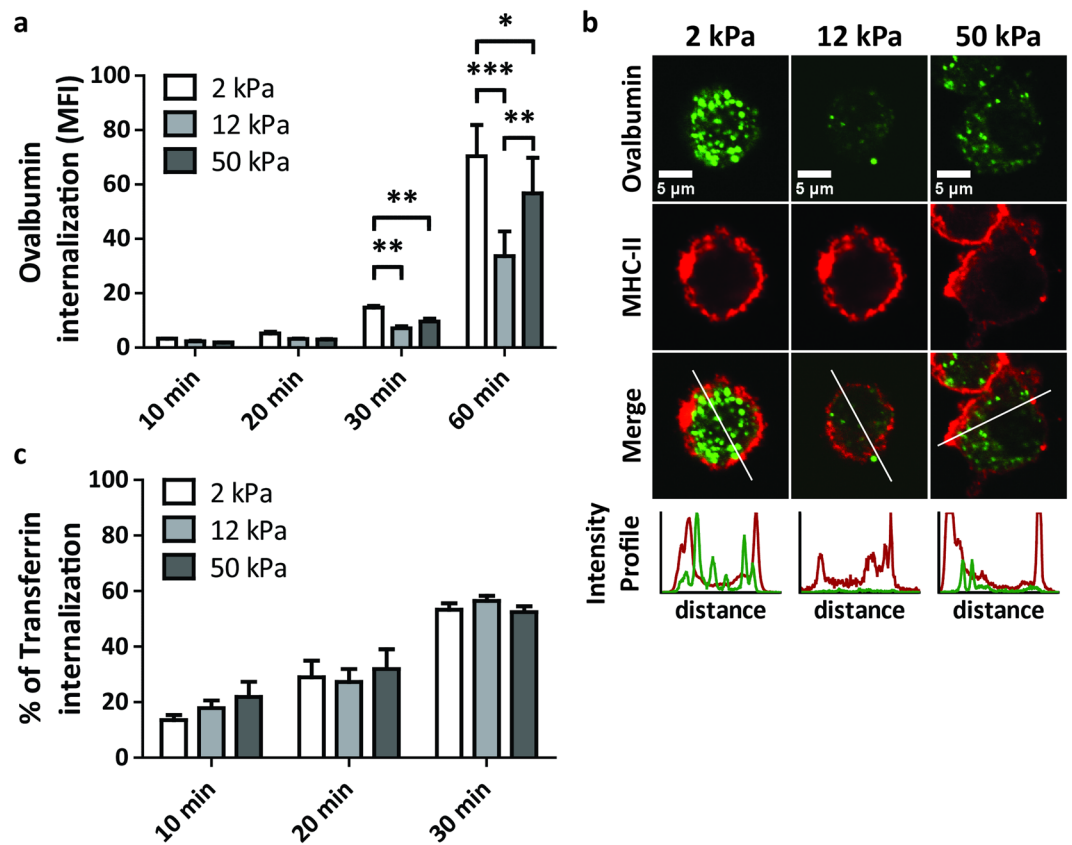 a
Ovalbumin
internalization (MFI)
100
80
60
40
20
0
2 kPa
12 kPa
50 kPa
**
**
***
*
**
10 min
20 min
30 min
60 min
b
2 kPa
12 kPa
50 kPa
Ovalbumin
5 µm
5 µm
5 µm
MHC-II
Merge
Intensity
Profile
distance
distance
distance
c
% of Transferrin
internalization
100
80
60
40
20
0
2 kPa
12 kPa
50 kPa
10 min
20 min
30 min